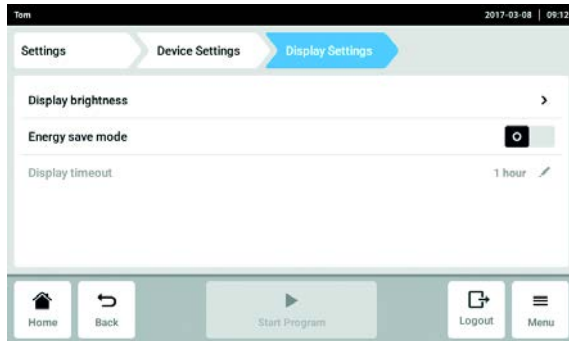 Tom 2017-03-08 | 09:12
Settings Device Settings Display Settings
Display brightness
Energy save mode
Display timeout 1 hour
Home Back Start Program Logout Menu